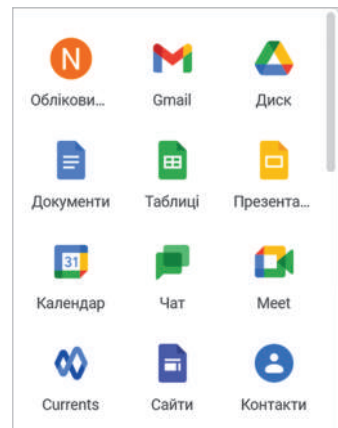 N
Облікови...
Gmail
Диск
Документи
Таблиці
Презента...
31
Календар
Чат
Meet
Currents
Сайти
Контакти